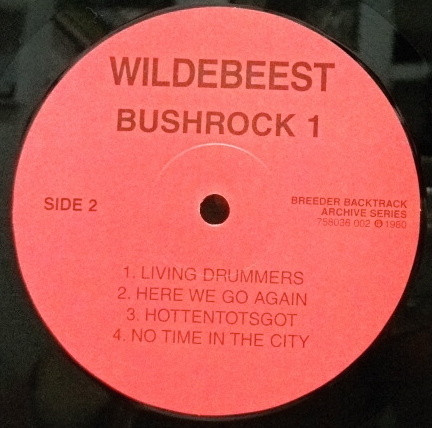 WILDEBEEST
BUSHROCK 1
SIDE 2
BREEDER BACKTRACK
ARCHIVE SERIES
758036 002 ℗ 1980
1. LIVING DRUMMERS
2. HERE WE GO AGAIN
3. HOTTENTOTSGOT
4. NO TIME IN THE CITY